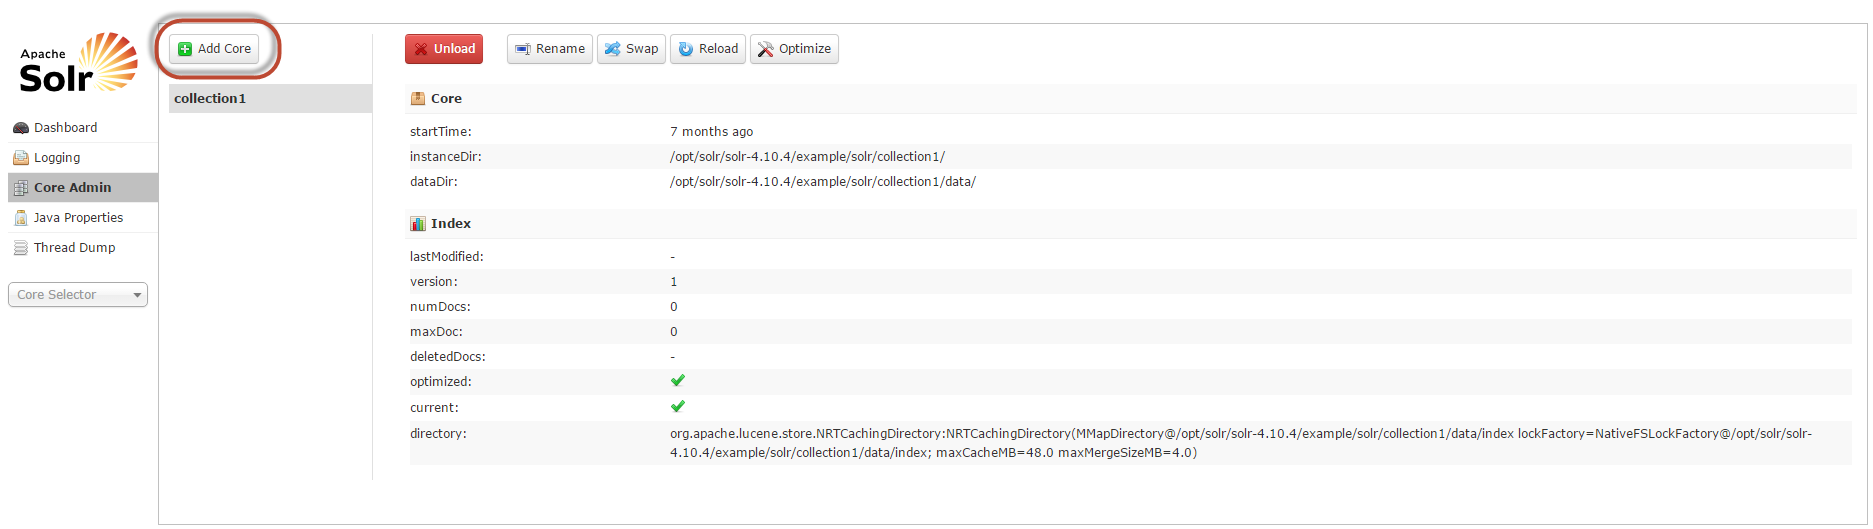 Apache
Solr
Dashboard
Logging
Core Admin
Java Properties
Thread Dump
Core Selector
Add Core
collection1
Unload Rename Swap Reload Optimize
Core
startTime: 7 months ago
instanceDir: /opt/solr/solr-4.10.4/example/solr/collection1/
dataDir: /opt/solr/solr-4.10.4/example/solr/collection1/data/
Index
lastModified: -
version: 1
numDocs: 0
maxDoc: 0
deletedDocs: -
optimized:
current:
directory: org.apache.lucene.store.NRTCachingDirectory:NRTCachingDirectory(MMapDirectory@/opt/solr/solr-4.10.4/example/solr/collection1/data/index lockFactory=NativeFSLockFactory@/opt/solr/solr-
4.10.4/example/solr/collection1/data/index; maxCacheMB=48.0 maxMergeSizeMB=4.0)